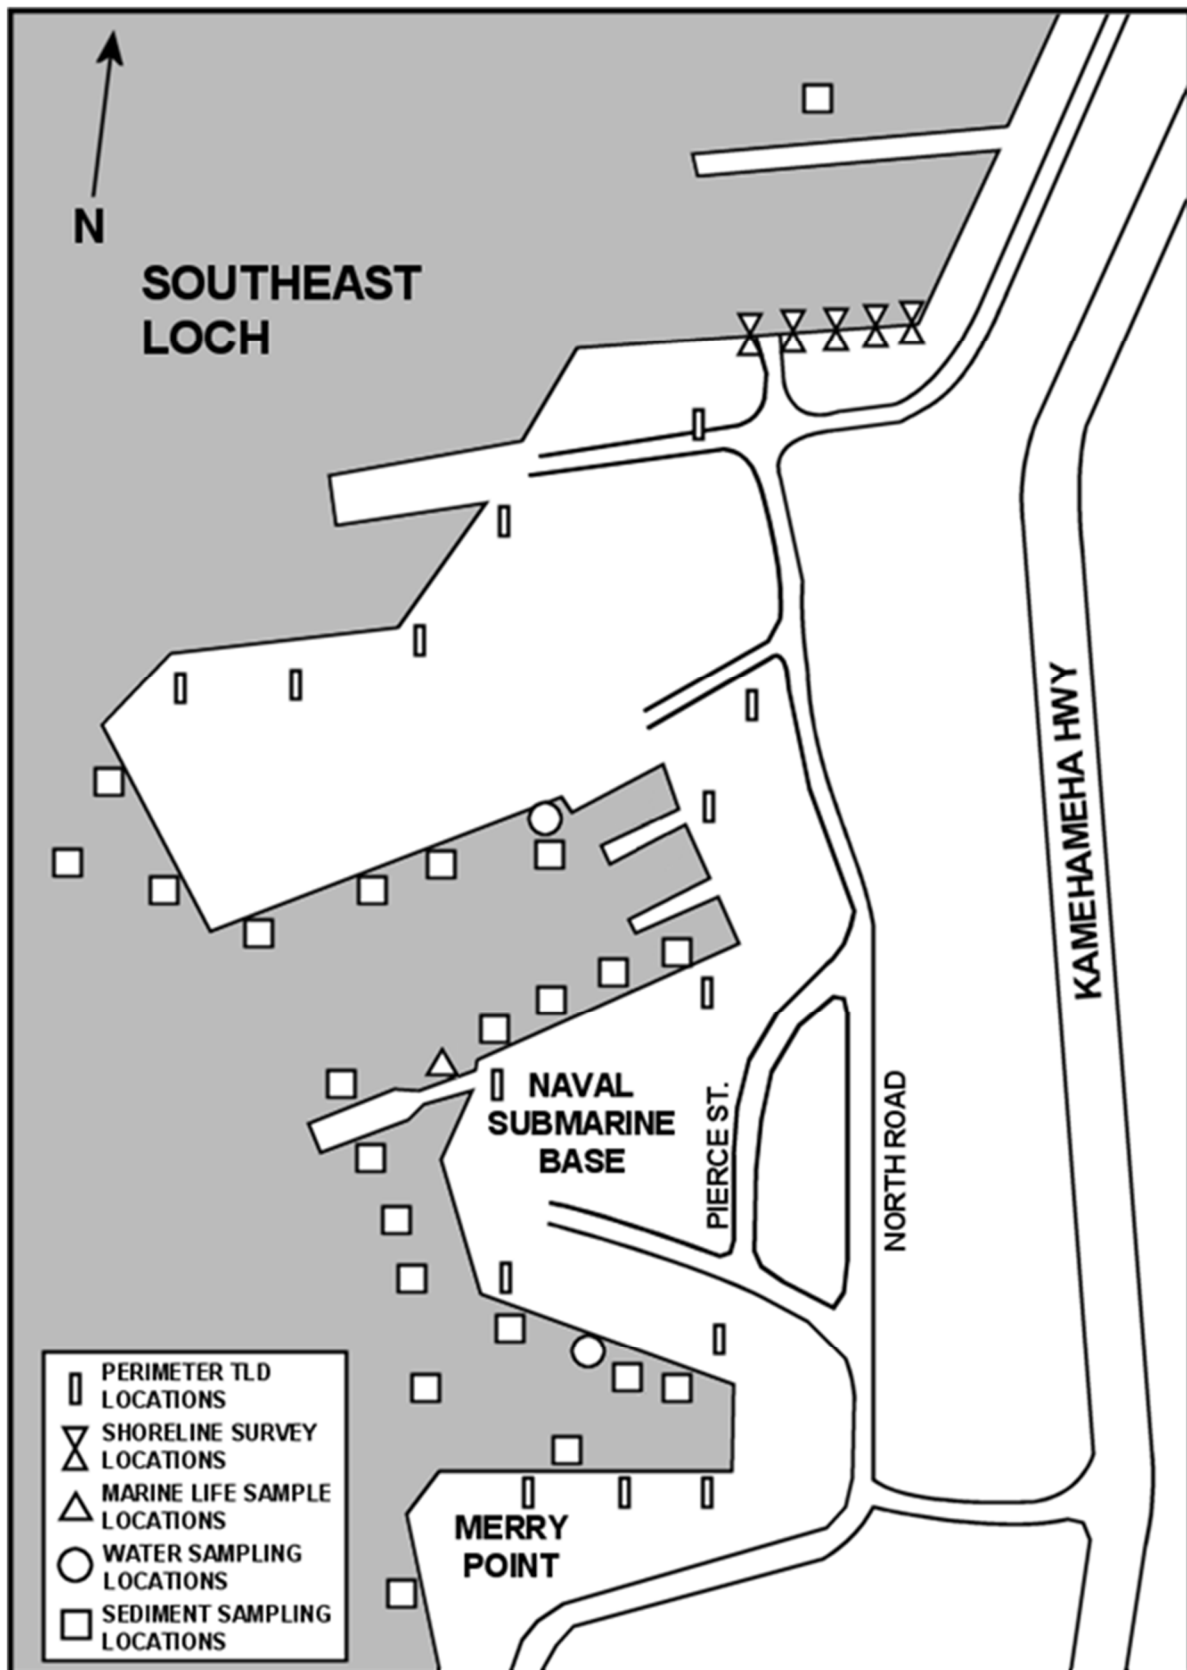 N
SOUTHEAST
LOCH
KAMEHAMEHA HWY
NAVAL
SUBMARINE
BASE
PIERCE ST.
NORTH ROAD
PERIMETER TLD
LOCATIONS
SHORELINE SURVEY
LOCATIONS
MARINE LIFE SAMPLE
LOCATIONS
WATER SAMPLING
LOCATIONS
SEDIMENT SAMPLING
LOCATIONS
MERRY
POINT